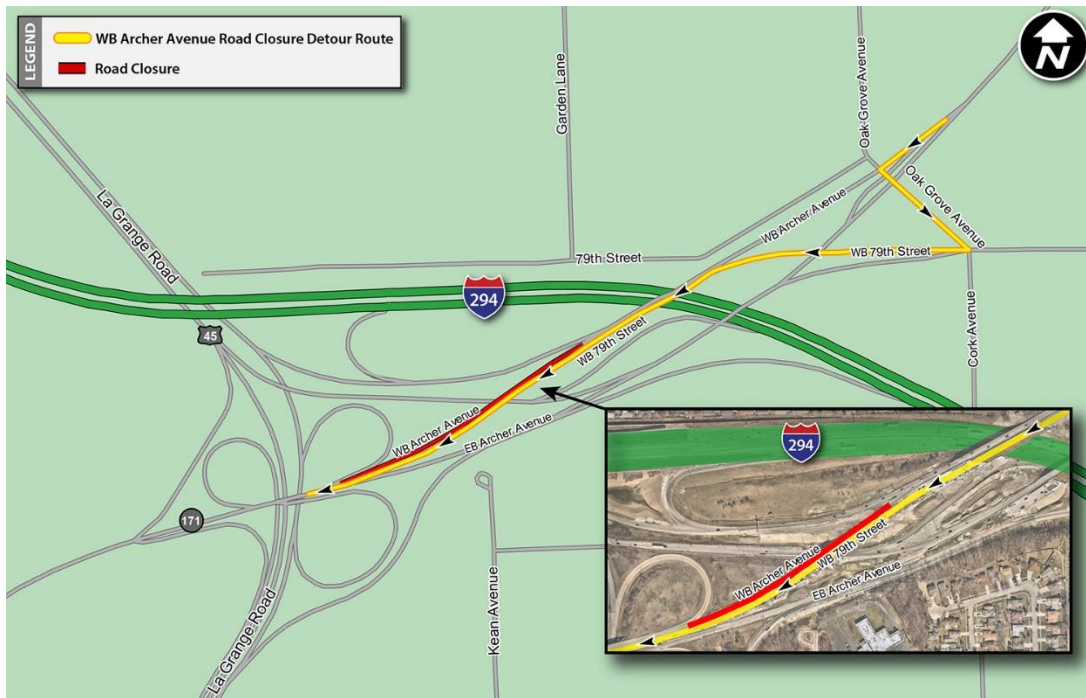 LEGEND
WB Archer Avenue Road Closure Detour Route
Road Closure
N
Garden Lane
Oak Grove Avenue
Oak Grove Avenue
La Grange Road
WB Archer Avenue
79th Street
WB 79th Street
294
45
WB 79th Street
Cork Avenue
WB Archer Avenue
EB Archer Avenue
171
Kean Avenue
La Grange Road
294
WB Archer Avenue
WB 79th Street
EB Archer Avenue